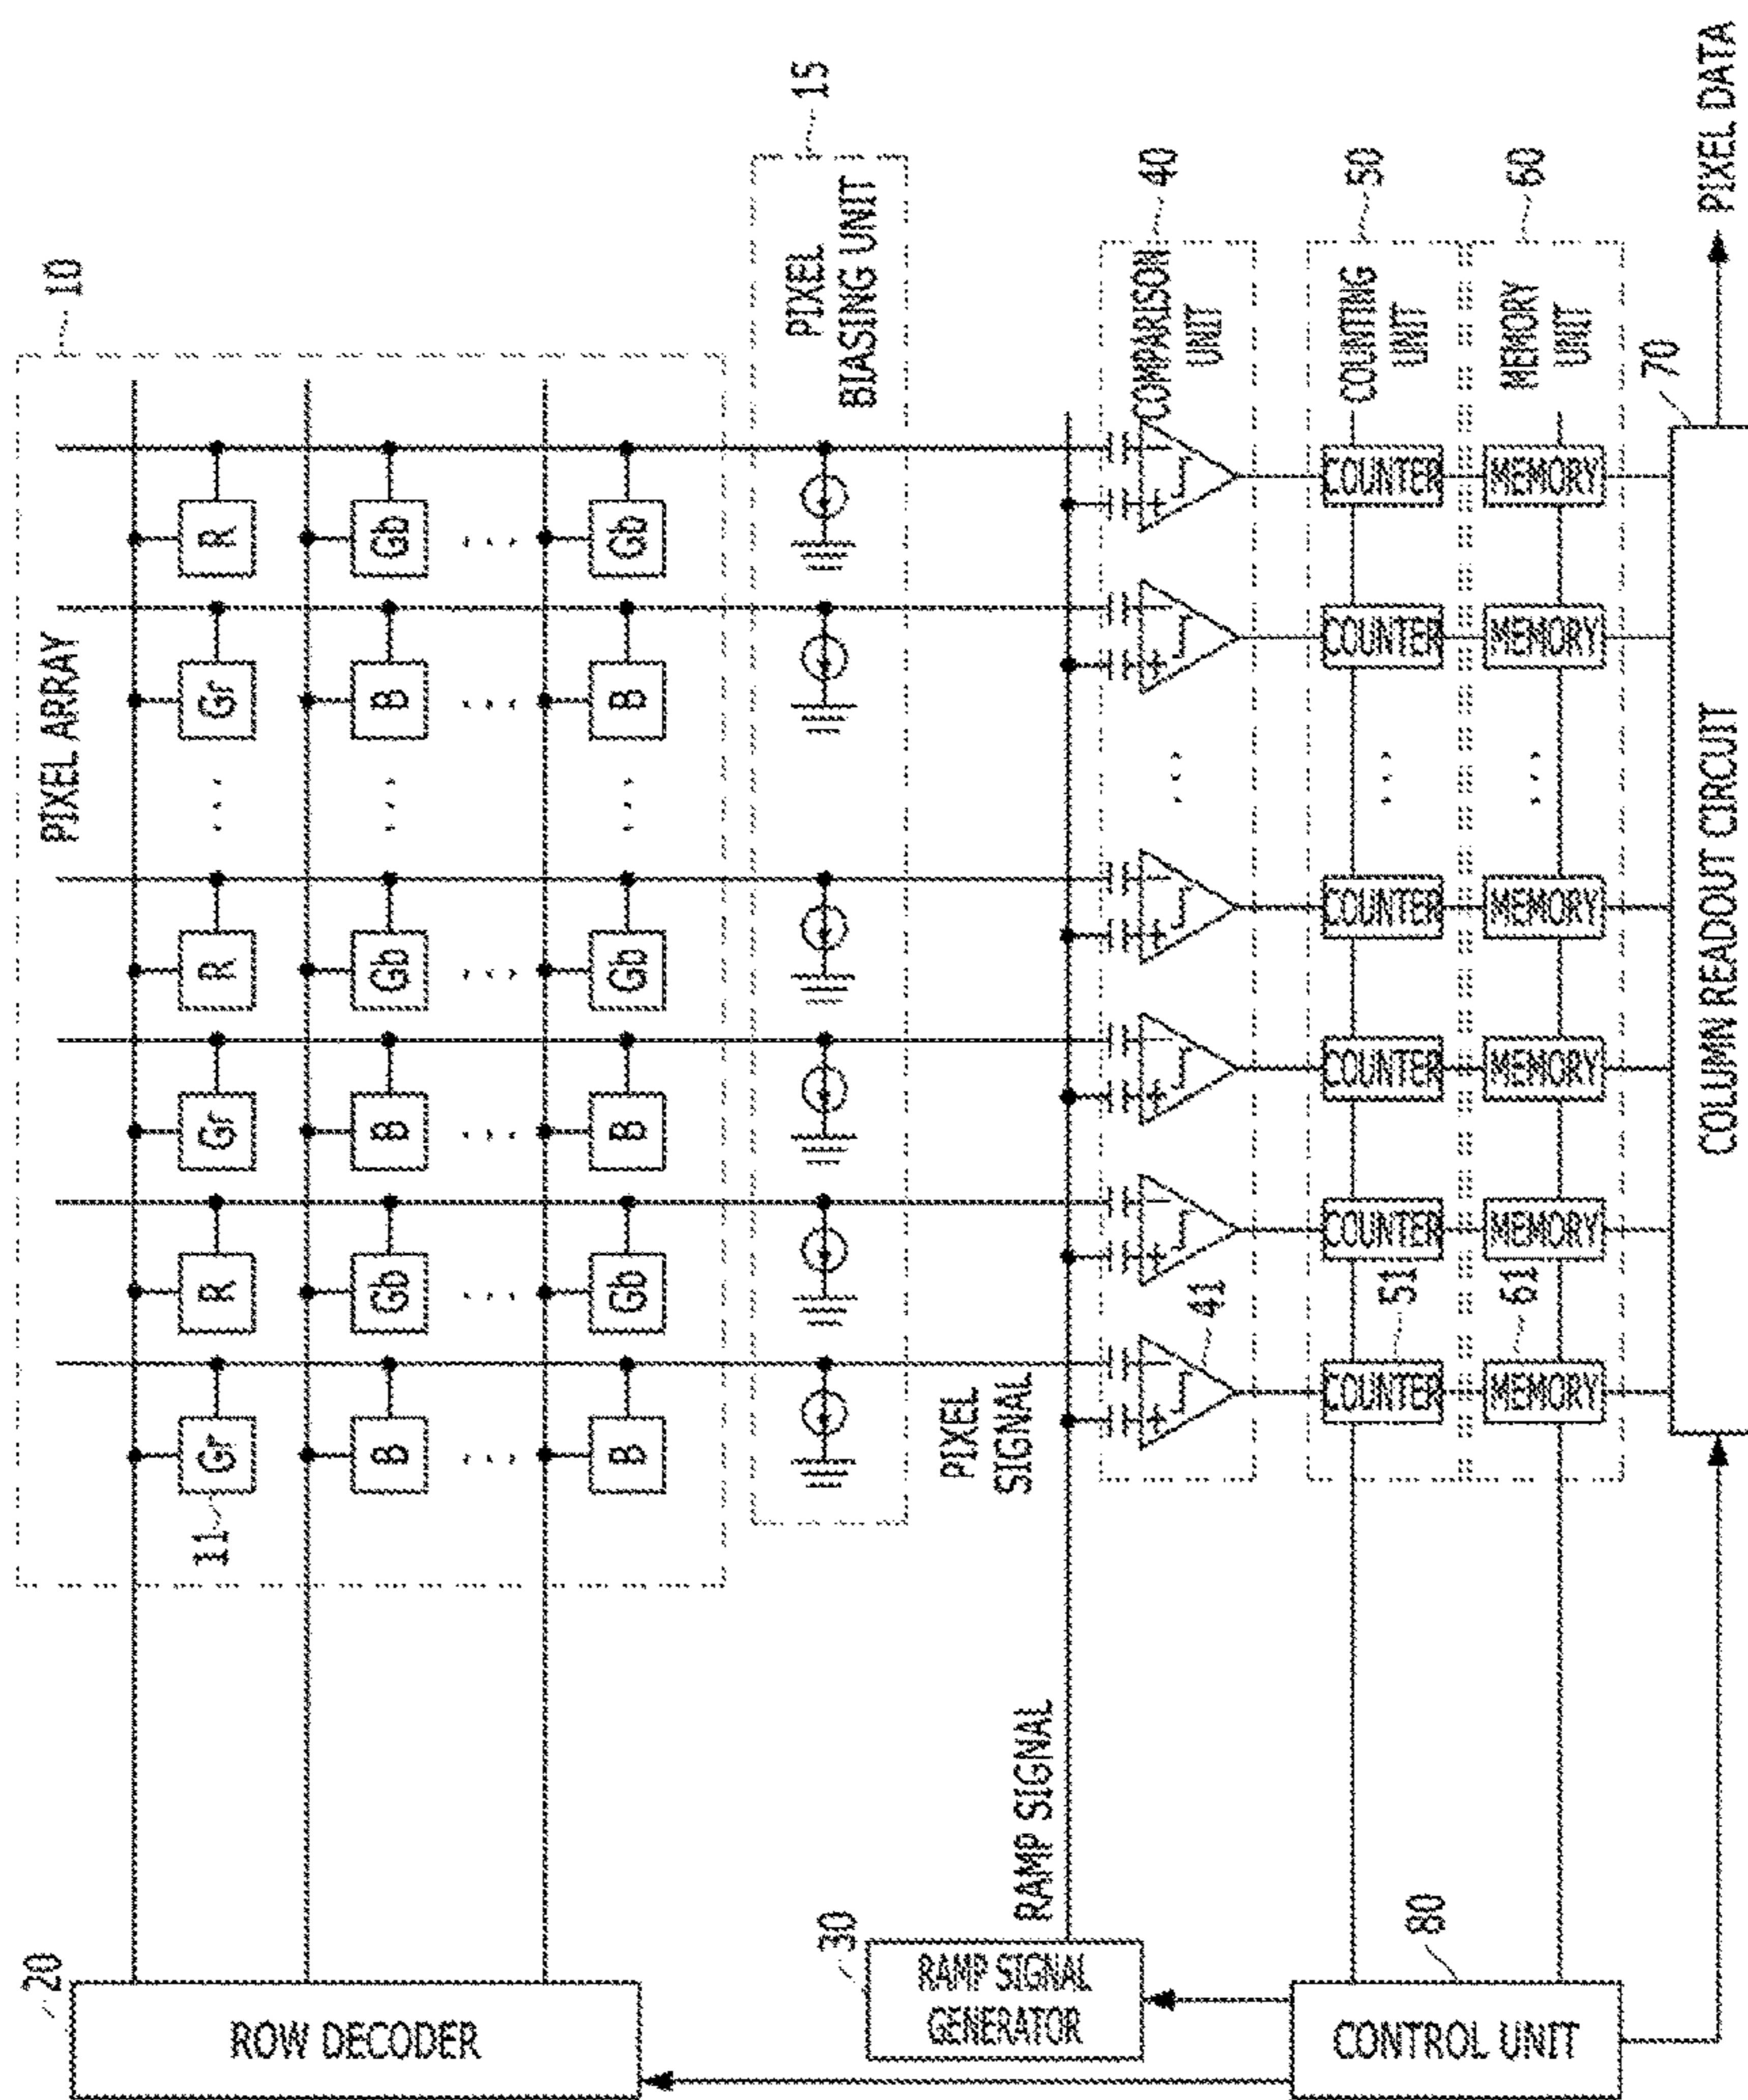 10
PIXEL ARRAY
11
Gr R Gr R ... Gr R
B Gb B Gb ... B Gb
... ... ... ... ... ...
B Gb B Gb ... B Gb
20
ROW DECODER
15
PIXEL
BIASING UNIT
PIXEL
SIGNAL
30
RAMP SIGNAL
GENERATOR
RAMP SIGNAL
40
COMPARISON
UNIT
41
+ + + + ... + +
50
COUNTING
UNIT
51
COUNTER COUNTER COUNTER COUNTER ... COUNTER COUNTER
60
MEMORY
UNIT
61
MEMORY MEMORY MEMORY MEMORY ... MEMORY MEMORY
80
CONTROL UNIT
70
COLUMN READOUT CIRCUIT
PIXEL DATA